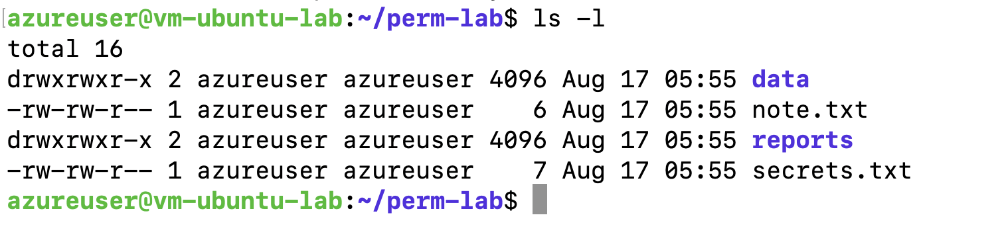 azureuser@vm-ubuntu-lab:~/perm-lab$ ls -l
total 16
drwxrwxr-x 2 azureuser azureuser 4096 Aug 17 05:55 data
-rw-rw-r-- 1 azureuser azureuser    6 Aug 17 05:55 note.txt
drwxrwxr-x 2 azureuser azureuser 4096 Aug 17 05:55 reports
-rw-rw-r-- 1 azureuser azureuser    7 Aug 17 05:55 secrets.txt
azureuser@vm-ubuntu-lab:~/perm-lab$